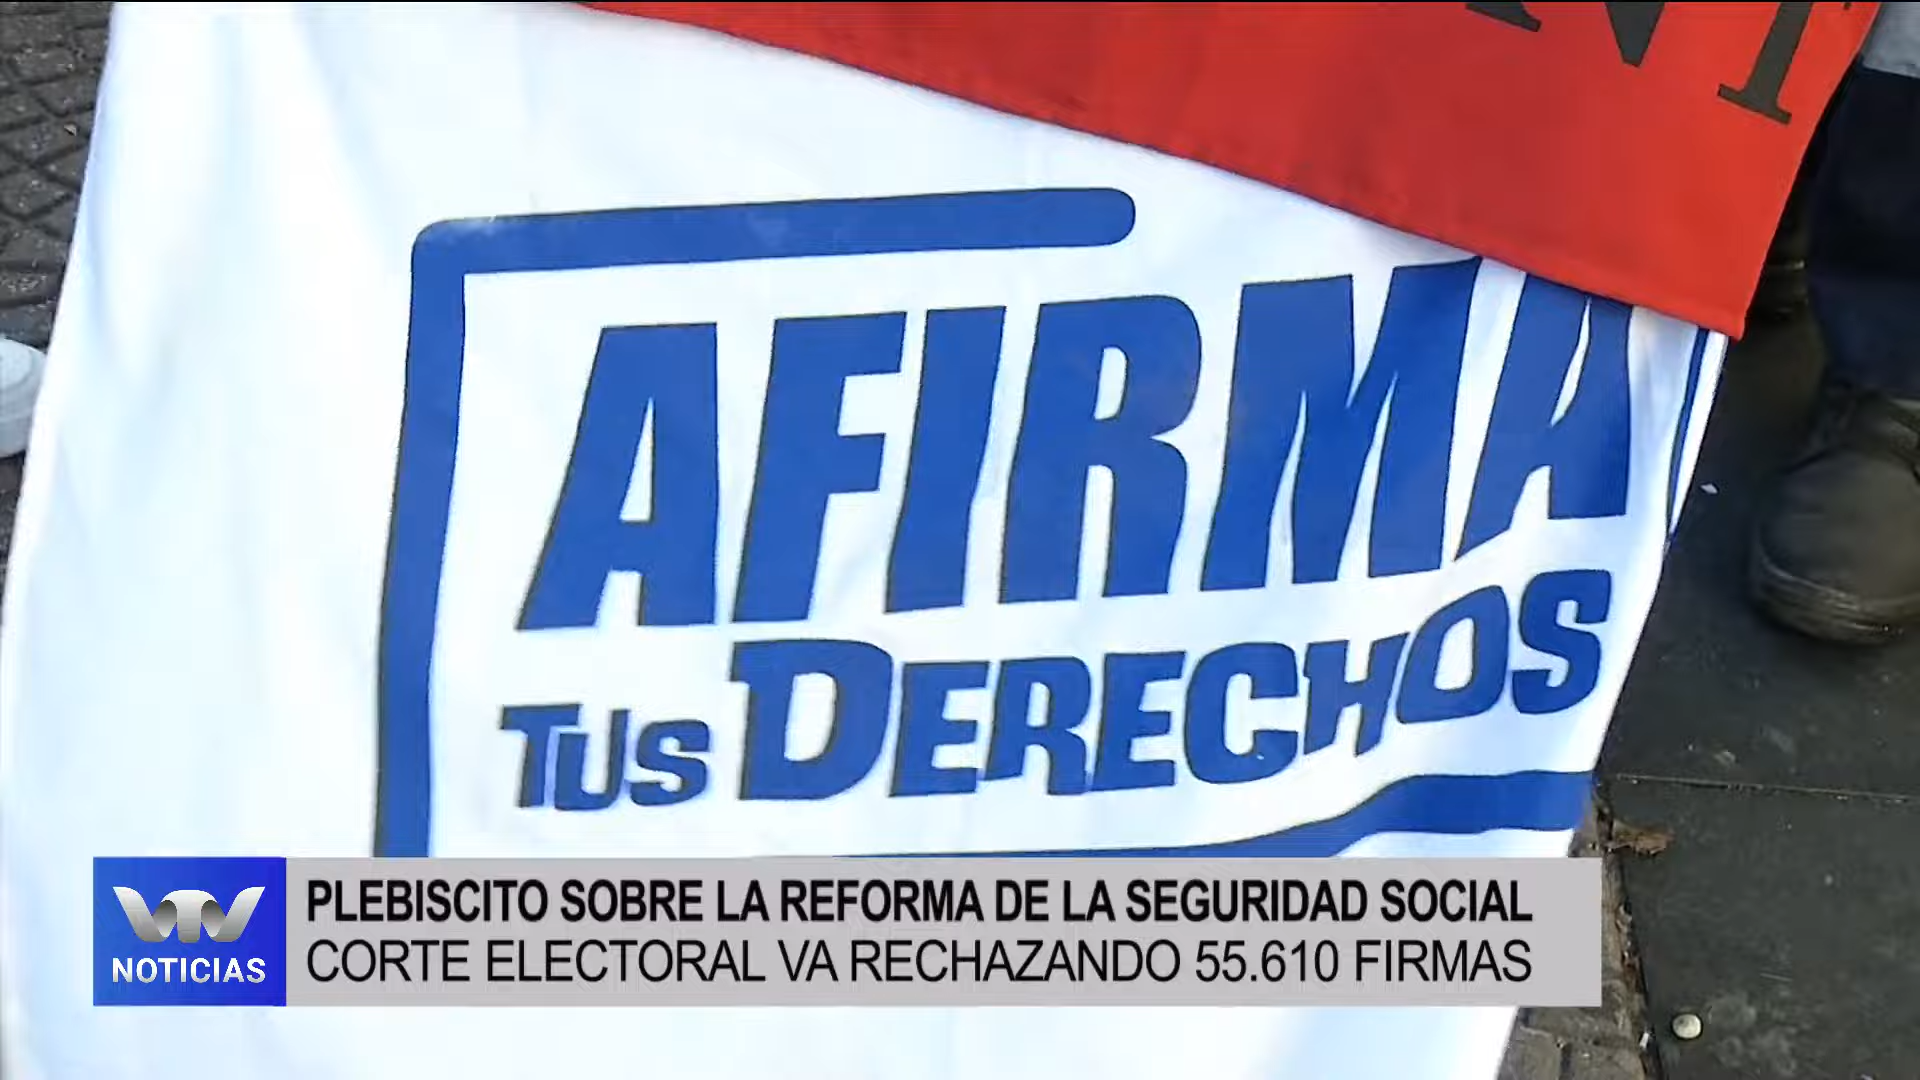 AFIRMA
TUS DERECHOS
VTV
NOTICIAS
PLEBISCITO SOBRE LA REFORMA DE LA SEGURIDAD SOCIAL
CORTE ELECTORAL VA RECHAZANDO 55.610 FIRMAS